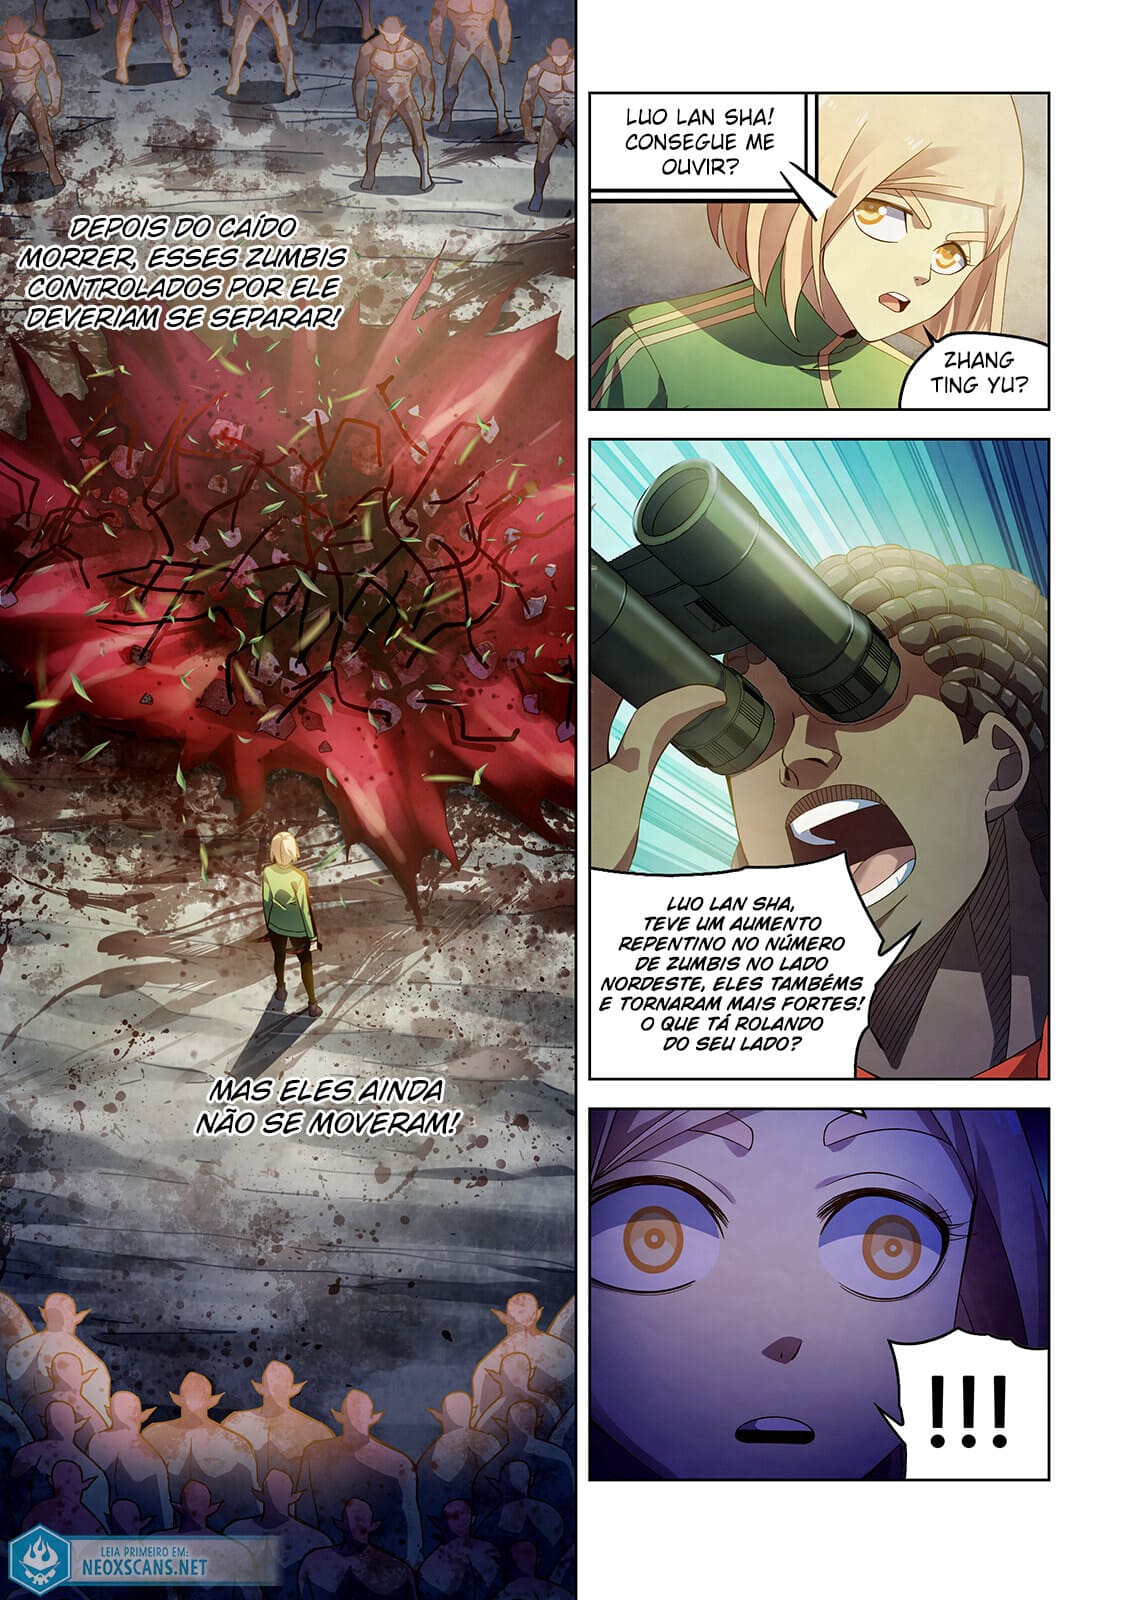 DEPOIS DO CAÍDO
MORRER, ESSES ZUMBIS
CONTROLADOS POR ELE
DEVERIAM SE SEPARAR!
MAS ELES AINDA
NÃO SE MOVERAM!
LUO LAN SHA!
CONSEGUE ME
OUVIR?
ZHANG
TING YU?
LUO LAN SHA,
TEVE UM AUMENTO
REPENTINO NO NÚMERO
DE ZUMBIS NO LADO
NORDESTE, ELES TAMBÉMS
E TORNARAM MAIS FORTES!
O QUE TÁ ROLANDO
DO SEU LADO?
!!!
LEIA PRIMEIRO EM:
NEOXSCANS.NET